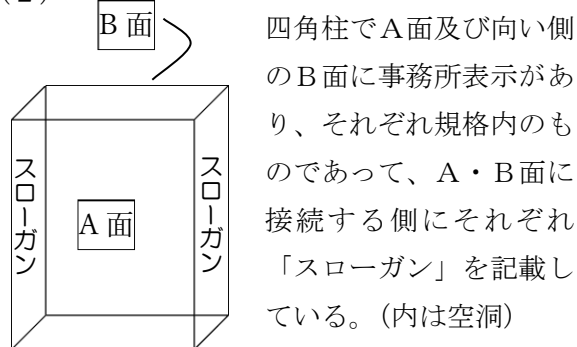 B 面
四角柱でA面及び向い側
のB面に事務所表示があ
り、それぞれ規格内のも
のであって、A・B面に
接続する側にそれぞれ
「スローガン」を記載し
ている。(内は空洞)
スローガン
A 面
スローガン